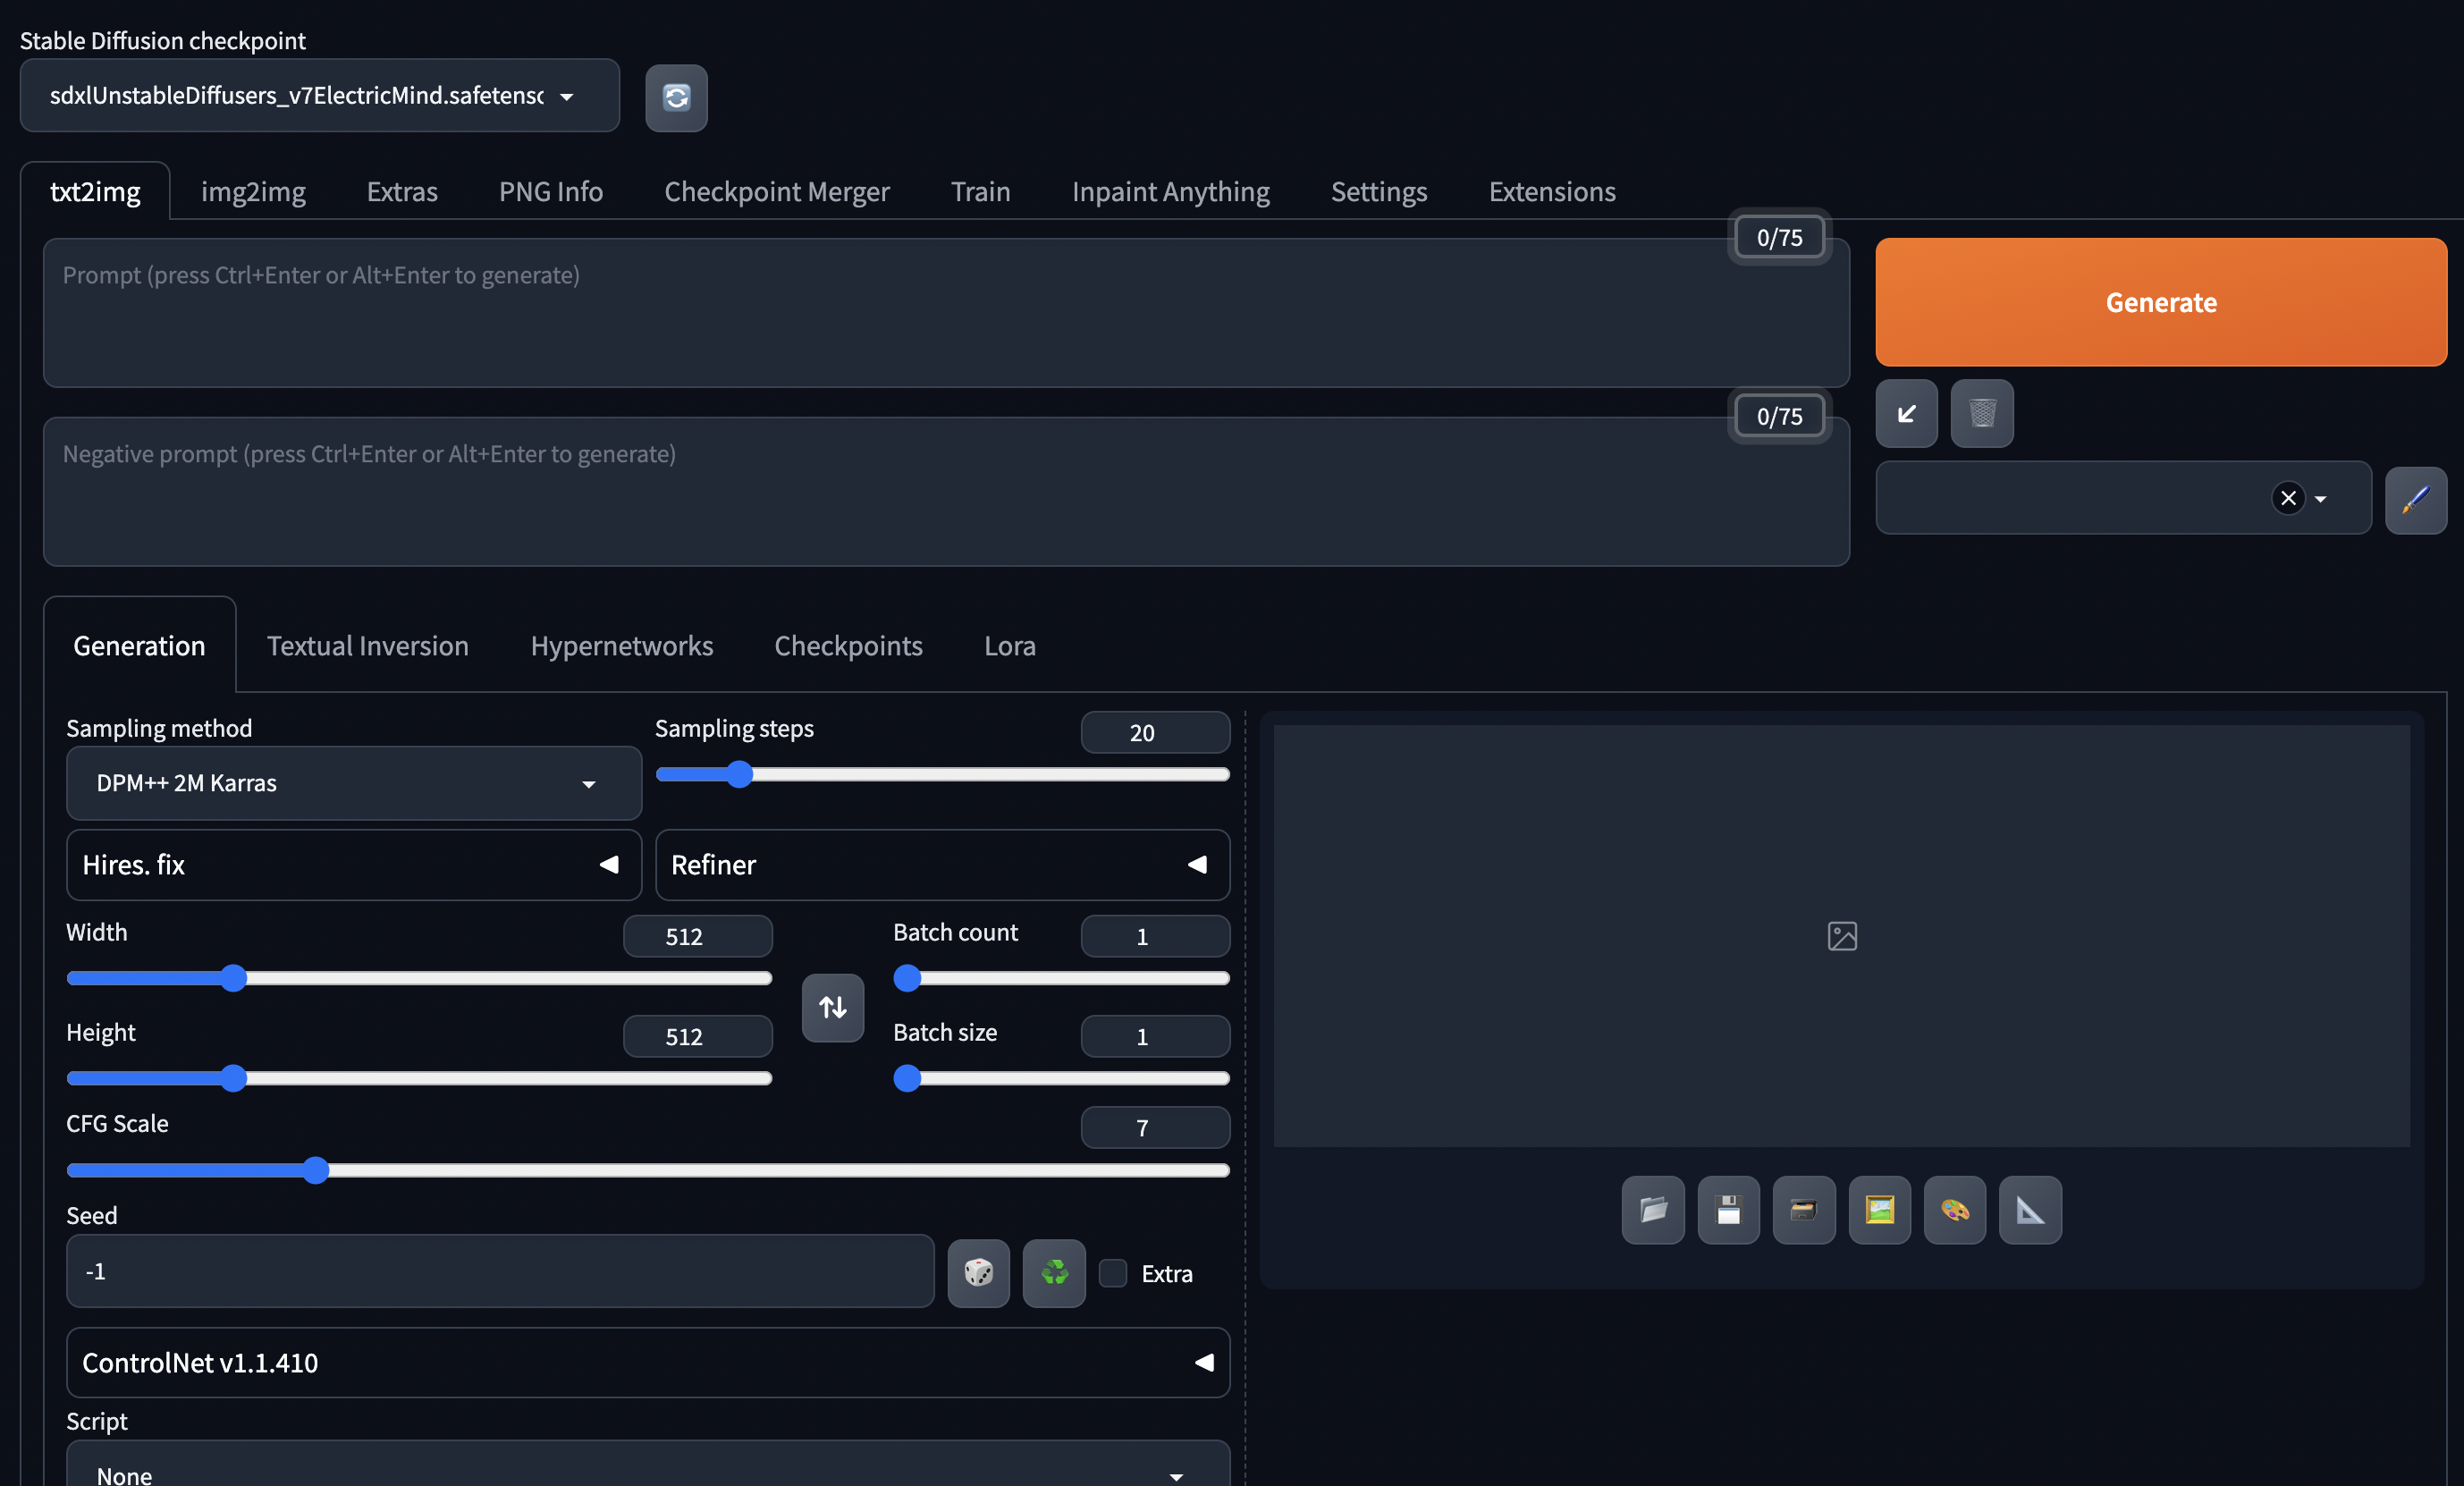 Stable Diffusion checkpoint
sdxlUnstableDiffusers_v7ElectricMind.safetensc
txt2img img2img Extras PNG Info Checkpoint Merger Train Inpaint Anything Settings Extensions
0/75
Prompt (press Ctrl+Enter or Alt+Enter to generate)
Generate
0/75
Negative prompt (press Ctrl+Enter or Alt+Enter to generate)
Generation Textual Inversion Hypernetworks Checkpoints Lora
Sampling method Sampling steps 20
DPM++ 2M Karras
Hires. fix Refiner
Width 512 Batch count 1
Height 512 Batch size 1
CFG Scale 7
Seed
-1 Extra
ControlNet v1.1.410
Script
None